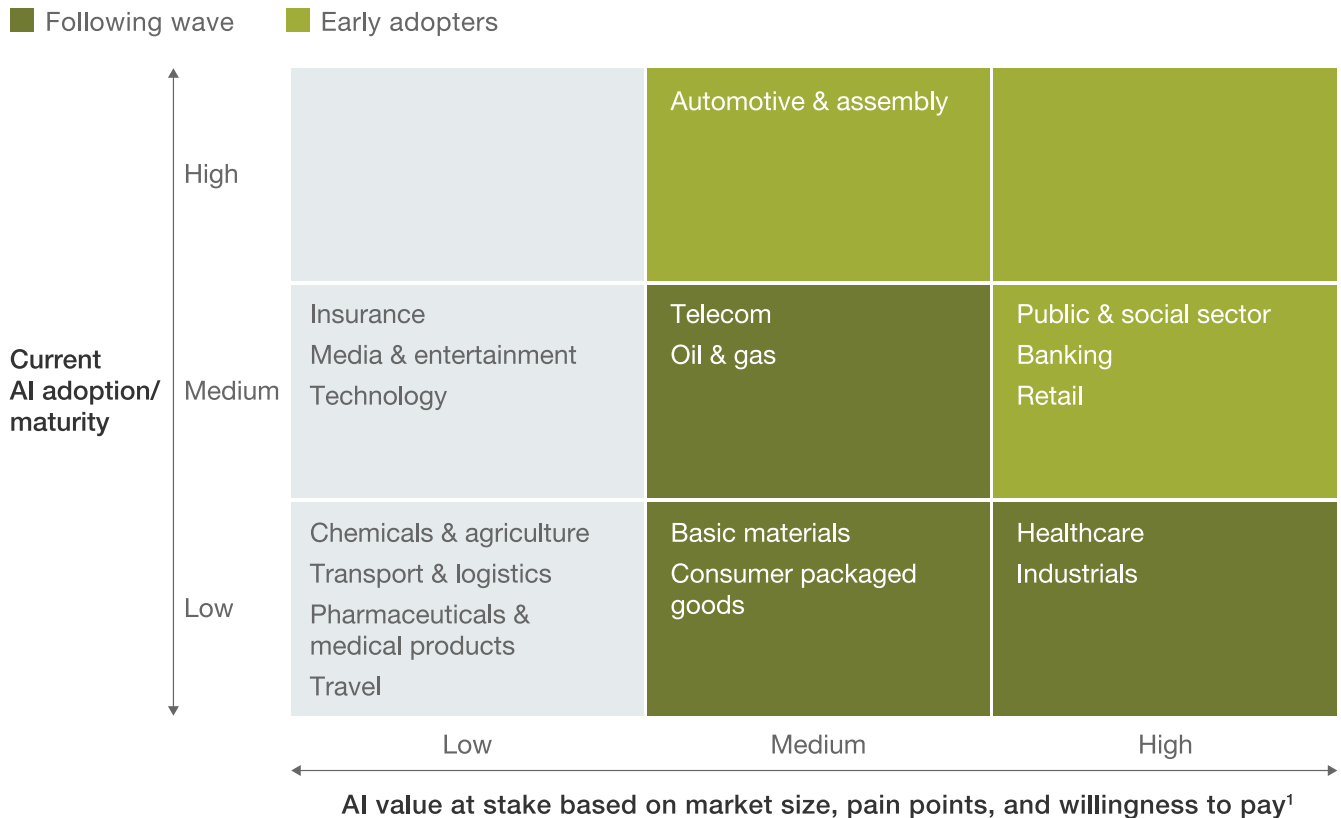 Following wave
Early adopters
High
Automotive & assembly
Current
AI adoption/
maturity
Medium
Insurance
Media & entertainment
Technology
Telecom
Oil & gas
Public & social sector
Banking
Retail
Low
Chemicals & agriculture
Transport & logistics
Pharmaceuticals &
medical products
Travel
Basic materials
Consumer packaged
goods
Healthcare
Industrials
Low
Medium
High
AI value at stake based on market size, pain points, and willingness to pay¹